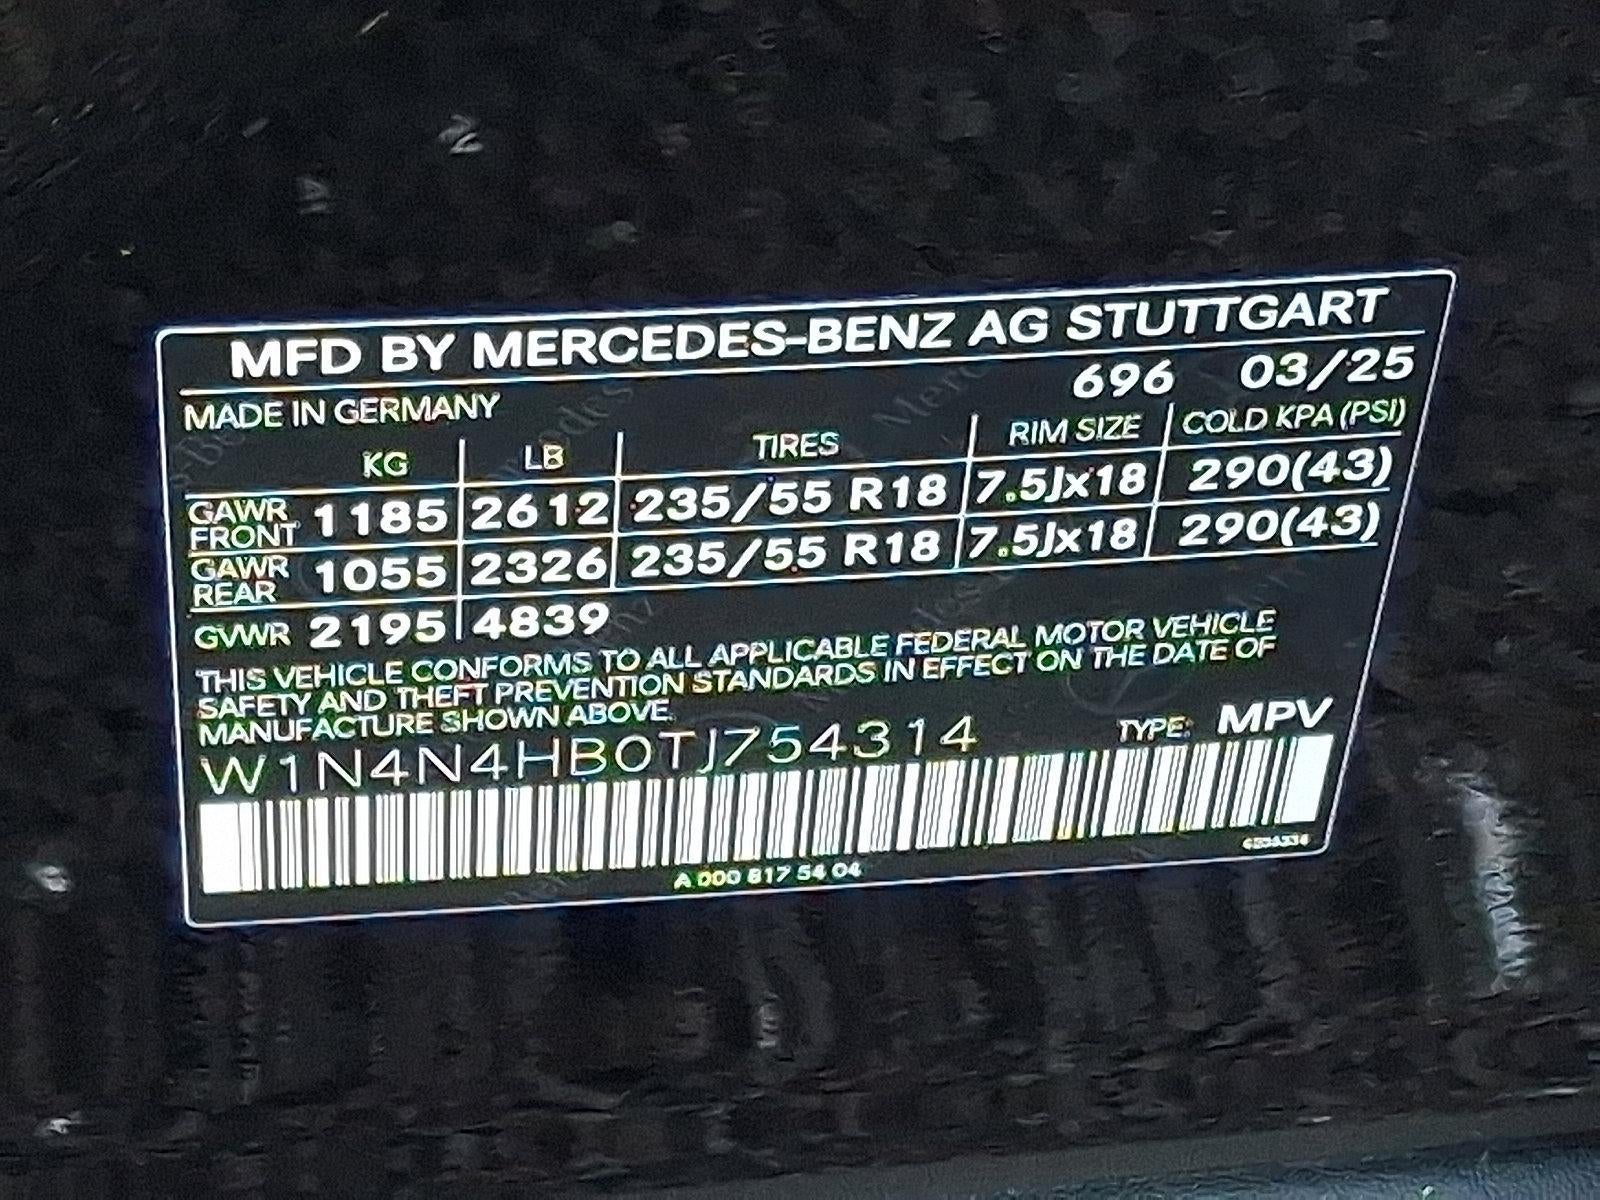 MFD BY MERCEDES-BENZ AG STUTTGART
MADE IN GERMANY 696 03/25
KG LB TIRES RIM SIZE COLD KPA (PSI)
GAWR FRONT 1185 2612 235/55 R18 7.5Jx18 290(43)
GAWR REAR 1055 2326 235/55 R18 7.5Jx18 290(43)
GVWR 2195 4839
THIS VEHICLE CONFORMS TO ALL APPLICABLE FEDERAL MOTOR VEHICLE
SAFETY AND THEFT PREVENTION STANDARDS IN EFFECT ON THE DATE OF
MANUFACTURE SHOWN ABOVE.
W1N4N4HB0TJ754314 TYPE: MPV
A 000 817 54 04